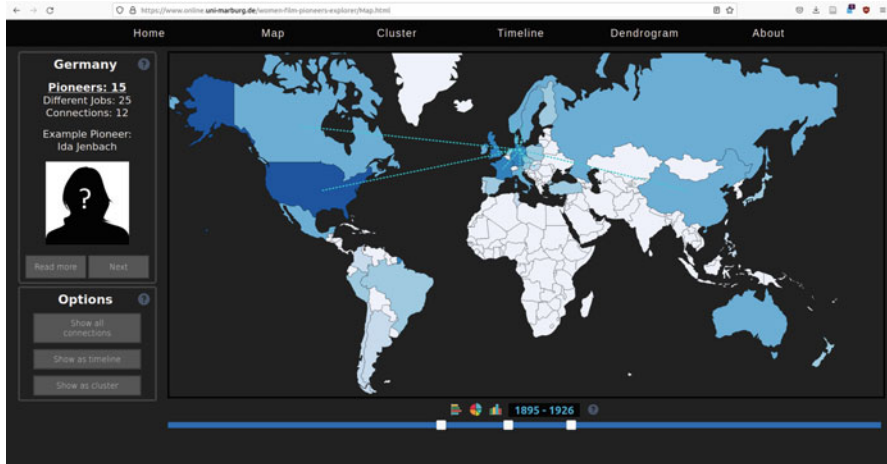 https://www.online.uni-marburg.de/women-film-pioneers-explorer/Map.html
Home Map Cluster Timeline Dendrogram About
Germany ?
Pioneers: 15
Different Jobs: 25
Connections: 12
Example Pioneer:
Ida Jenbach
?
Read more Next
Options ?
Show all
connections
Show as timeline
Show as cluster
1895 - 1926 ?